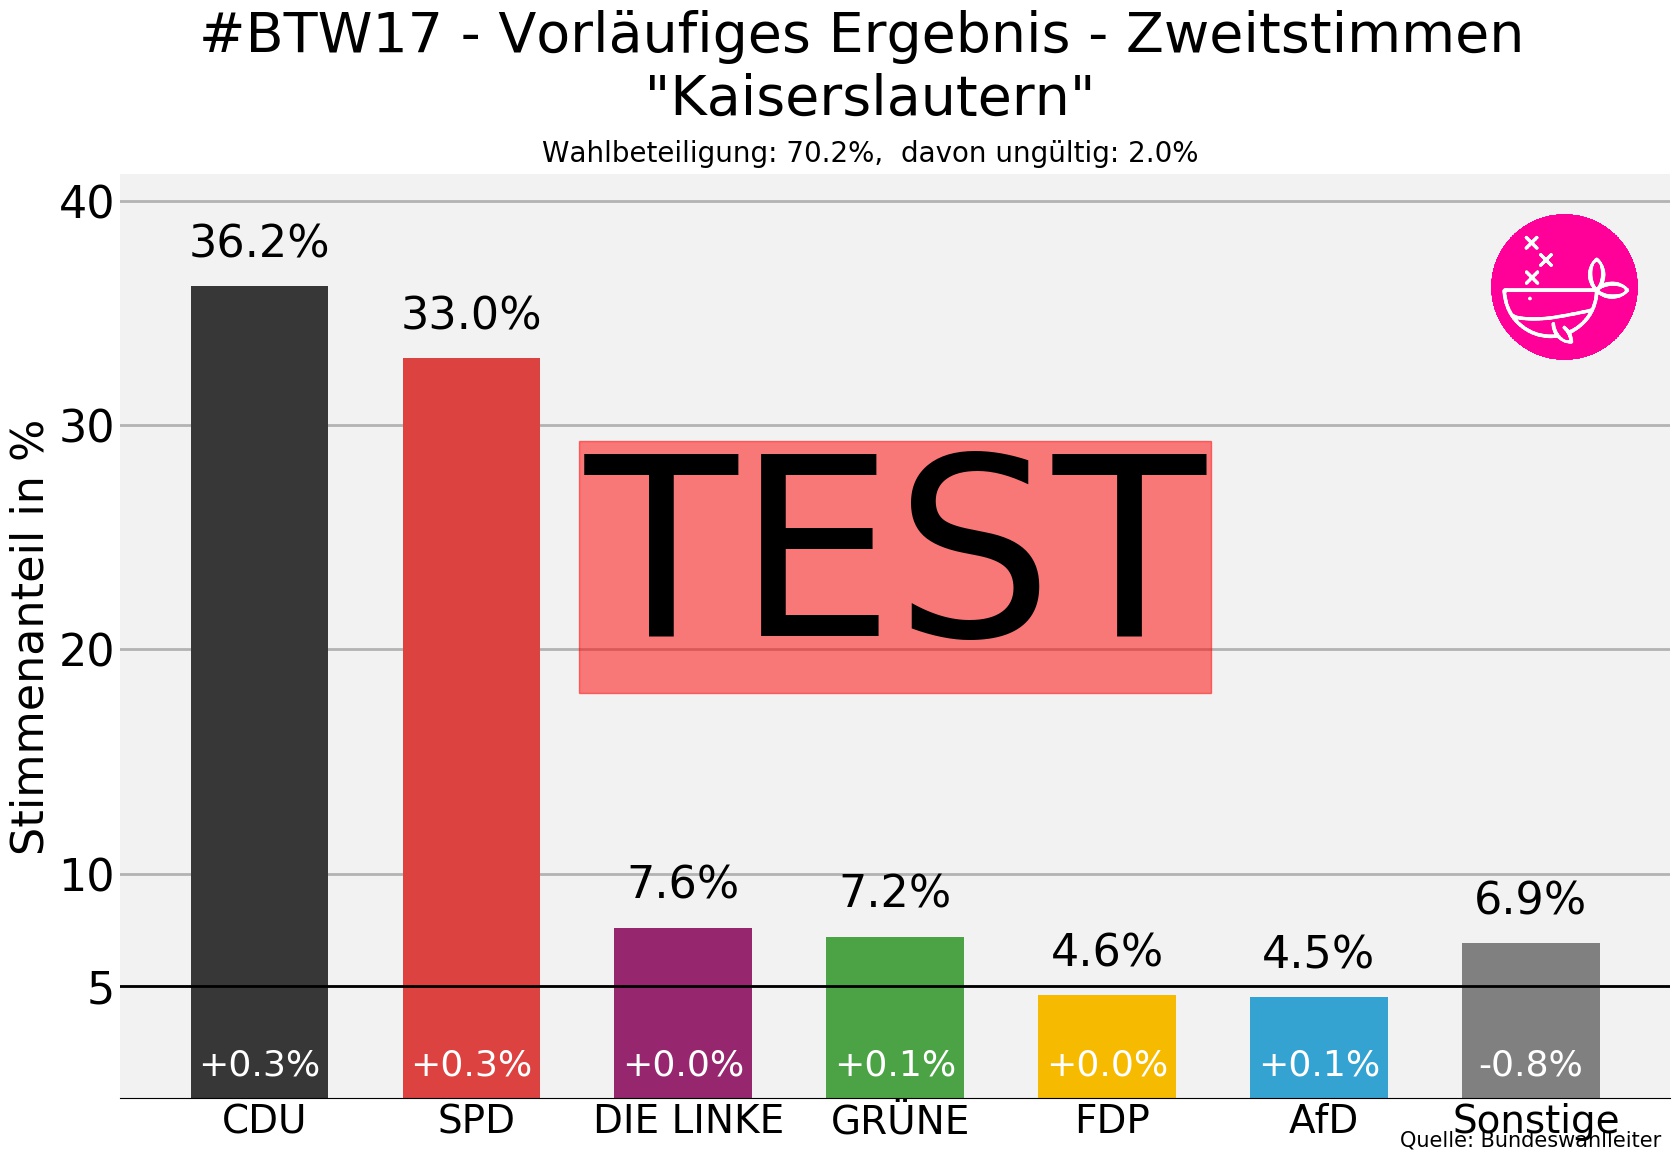 #BTW17 - Vorläufiges Ergebnis - Zweitstimmen
"Kaiserslautern"
Wahlbeteiligung: 70.2%,  davon ungültig: 2.0%
Stimmenanteil in %
40
30
20
10
5
36.2%
33.0%
TEST
7.6%
7.2%
4.6%
4.5%
6.9%
+0.3%
+0.3%
+0.0%
+0.1%
+0.0%
+0.1%
-0.8%
CDU
SPD
DIE LINKE
GRÜNE
FDP
AfD
Sonstige
Quelle: Bundeswahlleiter